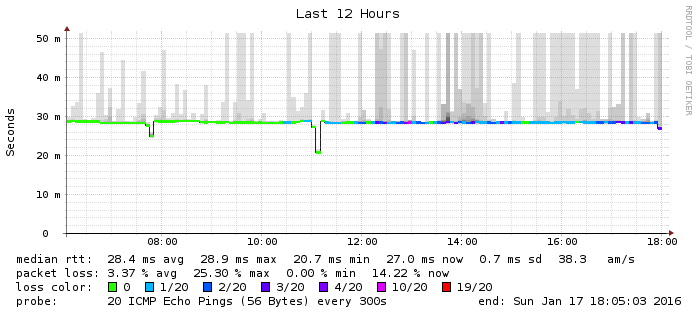 Last 12 Hours
RRDTOOL / TOBI OETIKER
Seconds
50 m
40 m
30 m
20 m
10 m
0
08:00 10:00 12:00 14:00 16:00 18:00
median rtt: 28.4 ms avg 28.9 ms max 20.7 ms min 27.0 ms now 0.7 ms sd 38.3 am/s
packet loss: 3.37 % avg 25.30 % max 0.00 % min 14.22 % now
loss color: 0 1/20 2/20 3/20 4/20 10/20 19/20
probe: 20 ICMP Echo Pings (56 Bytes) every 300s end: Sun Jan 17 18:05:03 2016